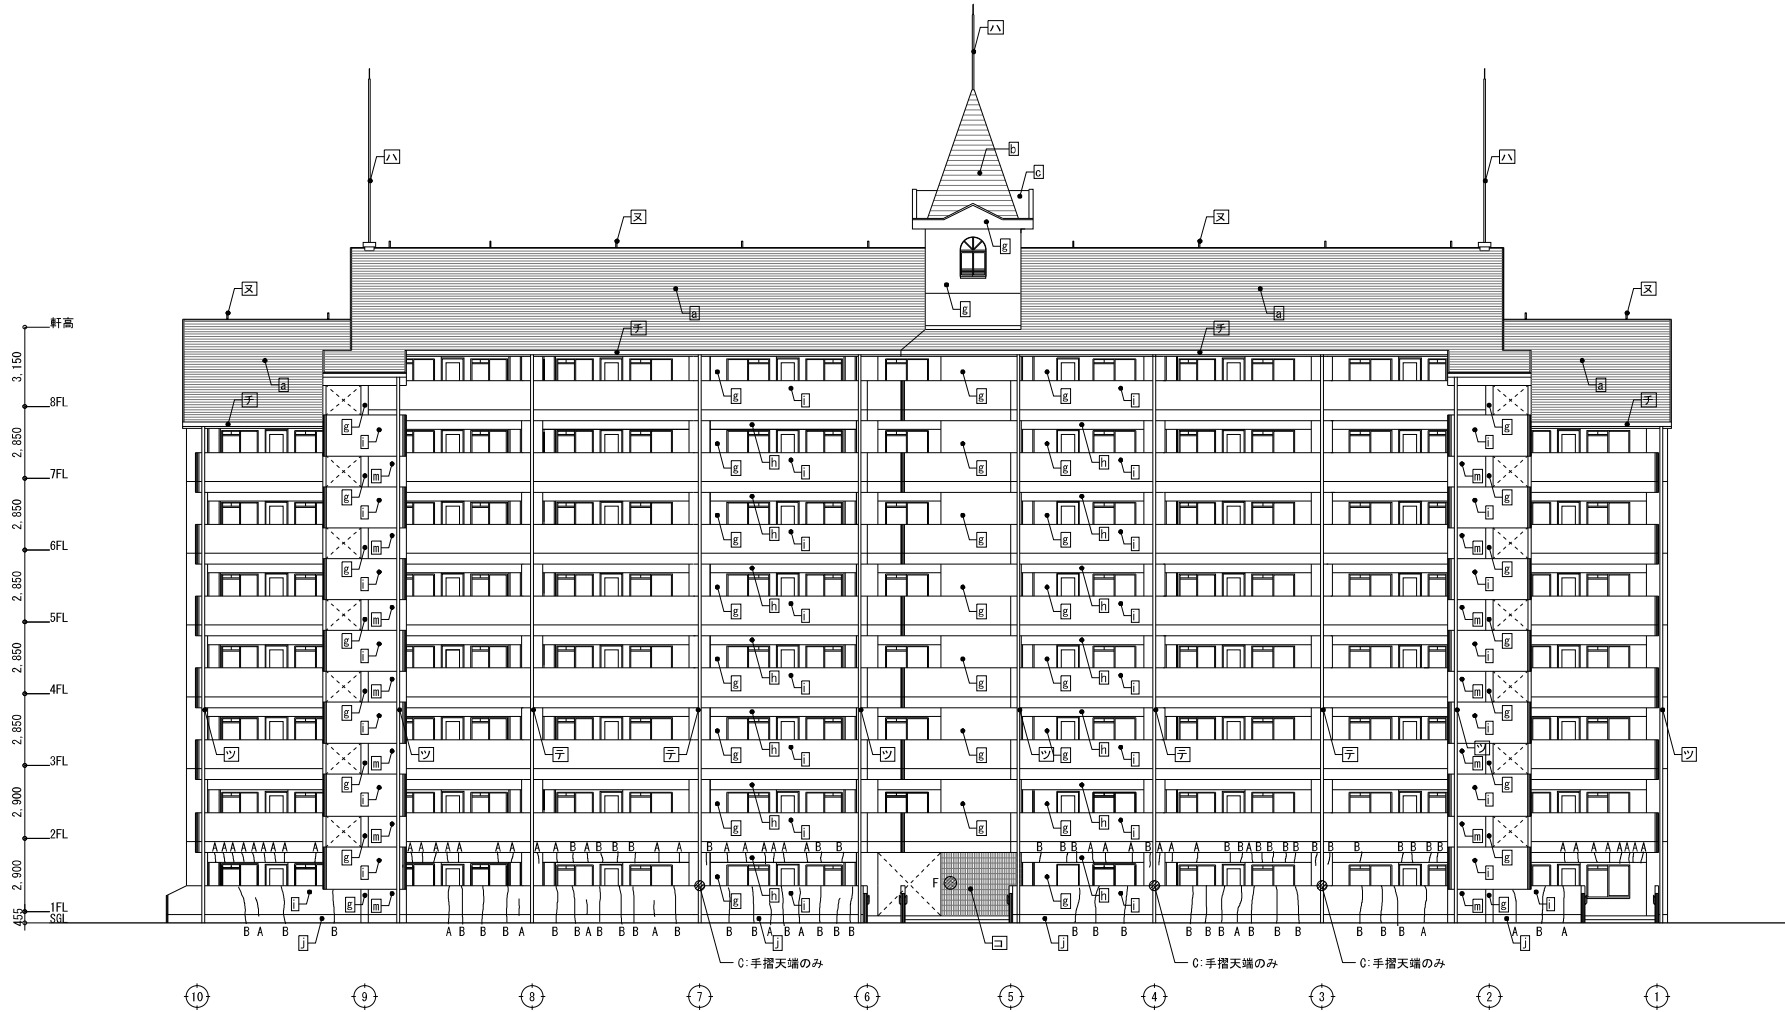 ハ
ハ
ハ
b
c
ヌ
ヌ
g
ヌ
ヌ
g
a
a
軒高
チ
チ
3,150
a
a
g g g i g i
チ
チ
8FL
g
g
i
i
2,850
g h i g g h i
7FL
m
m
g
g
i
i
2,850
g h i g g h i
6FL
m
m
g
g
i
i
2,850
g h i g g h i
5FL
m
m
g
g
i
i
2,850
g h i g g h i
4FL
m
m
g
g
i
i
2,850
g h i g g h i
ツ ツ テ テ ツ ツ テ テ ツ ツ
3FL
m
m
g
g
i
i
2,900
g h i g g h i
2FL
m
m
g
g
A A A A A A A A A A A A A A A A A A B A B B B A A B A A A A A B B B B B A A A B A A A B B A B B B B B B B B B B A A A A A A A A
i
i
2,900
F
g h i g h i
i g m m g i
1FL
455
SGL
j j j コ j
B A B B A B B B A B B A B B B A B B B A B A B B B B B B B B B A B B B B B B A A B A
C:手摺天端のみ C:手摺天端のみ C:手摺天端のみ
10 9 8 7 6 5 4 3 2 1